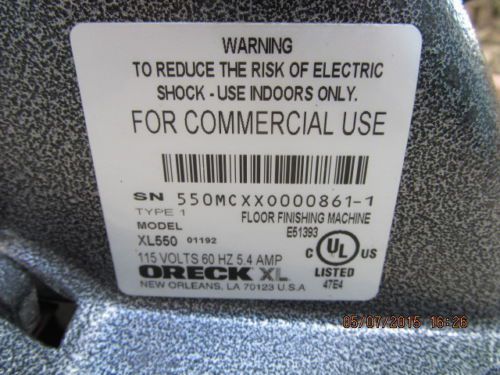 WARNING
TO REDUCE THE RISK OF ELECTRIC
SHOCK - USE INDOORS ONLY.
FOR COMMERCIAL USE
SN 550MCXX0000861-1
TYPE 1 FLOOR FINISHING MACHINE
MODEL E51393
XL550 01192
115 VOLTS 60 HZ 5.4 AMP
C UL US
ORECK XL LISTED
NEW ORLEANS, LA 70123 U.S.A 47E4
05/07/2015 16:26